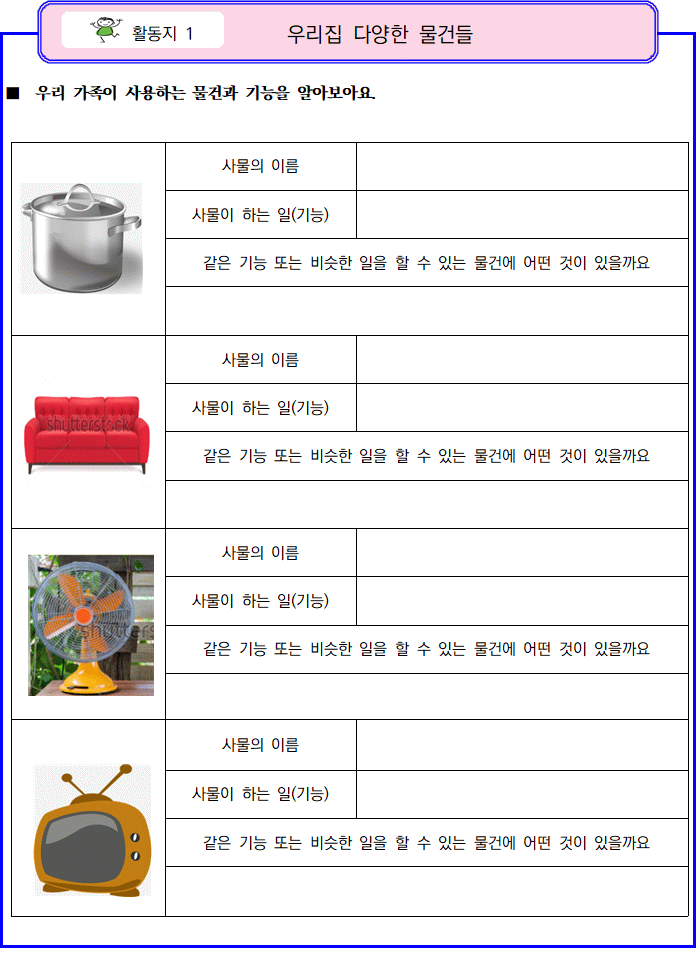 활동지 1
우리집 다양한 물건들
■ 우리 가족이 사용하는 물건과 기능을 알아보아요.
사물의 이름
사물이 하는 일(기능)
같은 기능 또는 비슷한 일을 할 수 있는 물건에 어떤 것이 있을까요
shutterstock
사물의 이름
사물이 하는 일(기능)
같은 기능 또는 비슷한 일을 할 수 있는 물건에 어떤 것이 있을까요
shutters
사물의 이름
사물이 하는 일(기능)
같은 기능 또는 비슷한 일을 할 수 있는 물건에 어떤 것이 있을까요
사물의 이름
사물이 하는 일(기능)
같은 기능 또는 비슷한 일을 할 수 있는 물건에 어떤 것이 있을까요